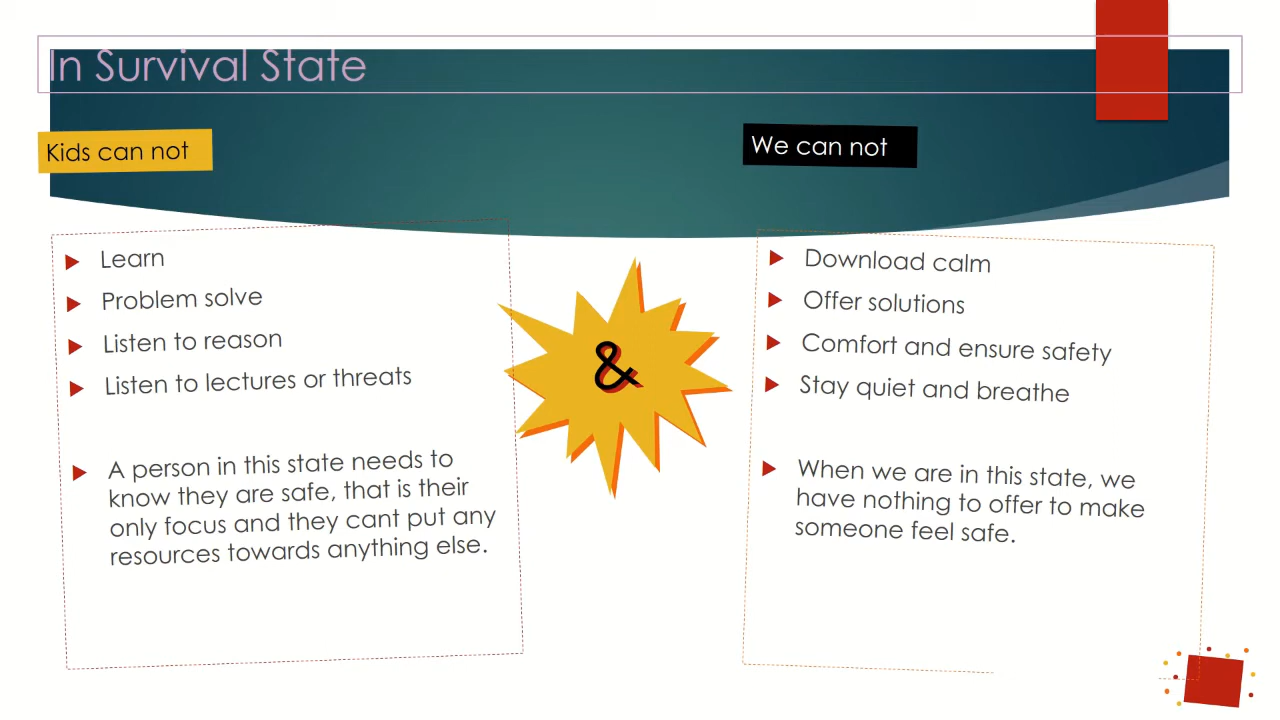 In Survival State
Kids can not
Learn
Problem solve
Listen to reason
Listen to lectures or threats
A person in this state needs to
know they are safe, that is their
only focus and they cant put any
resources towards anything else.
&
We can not
Download calm
Offer solutions
Comfort and ensure safety
Stay quiet and breathe
When we are in this state, we
have nothing to offer to make
someone feel safe.